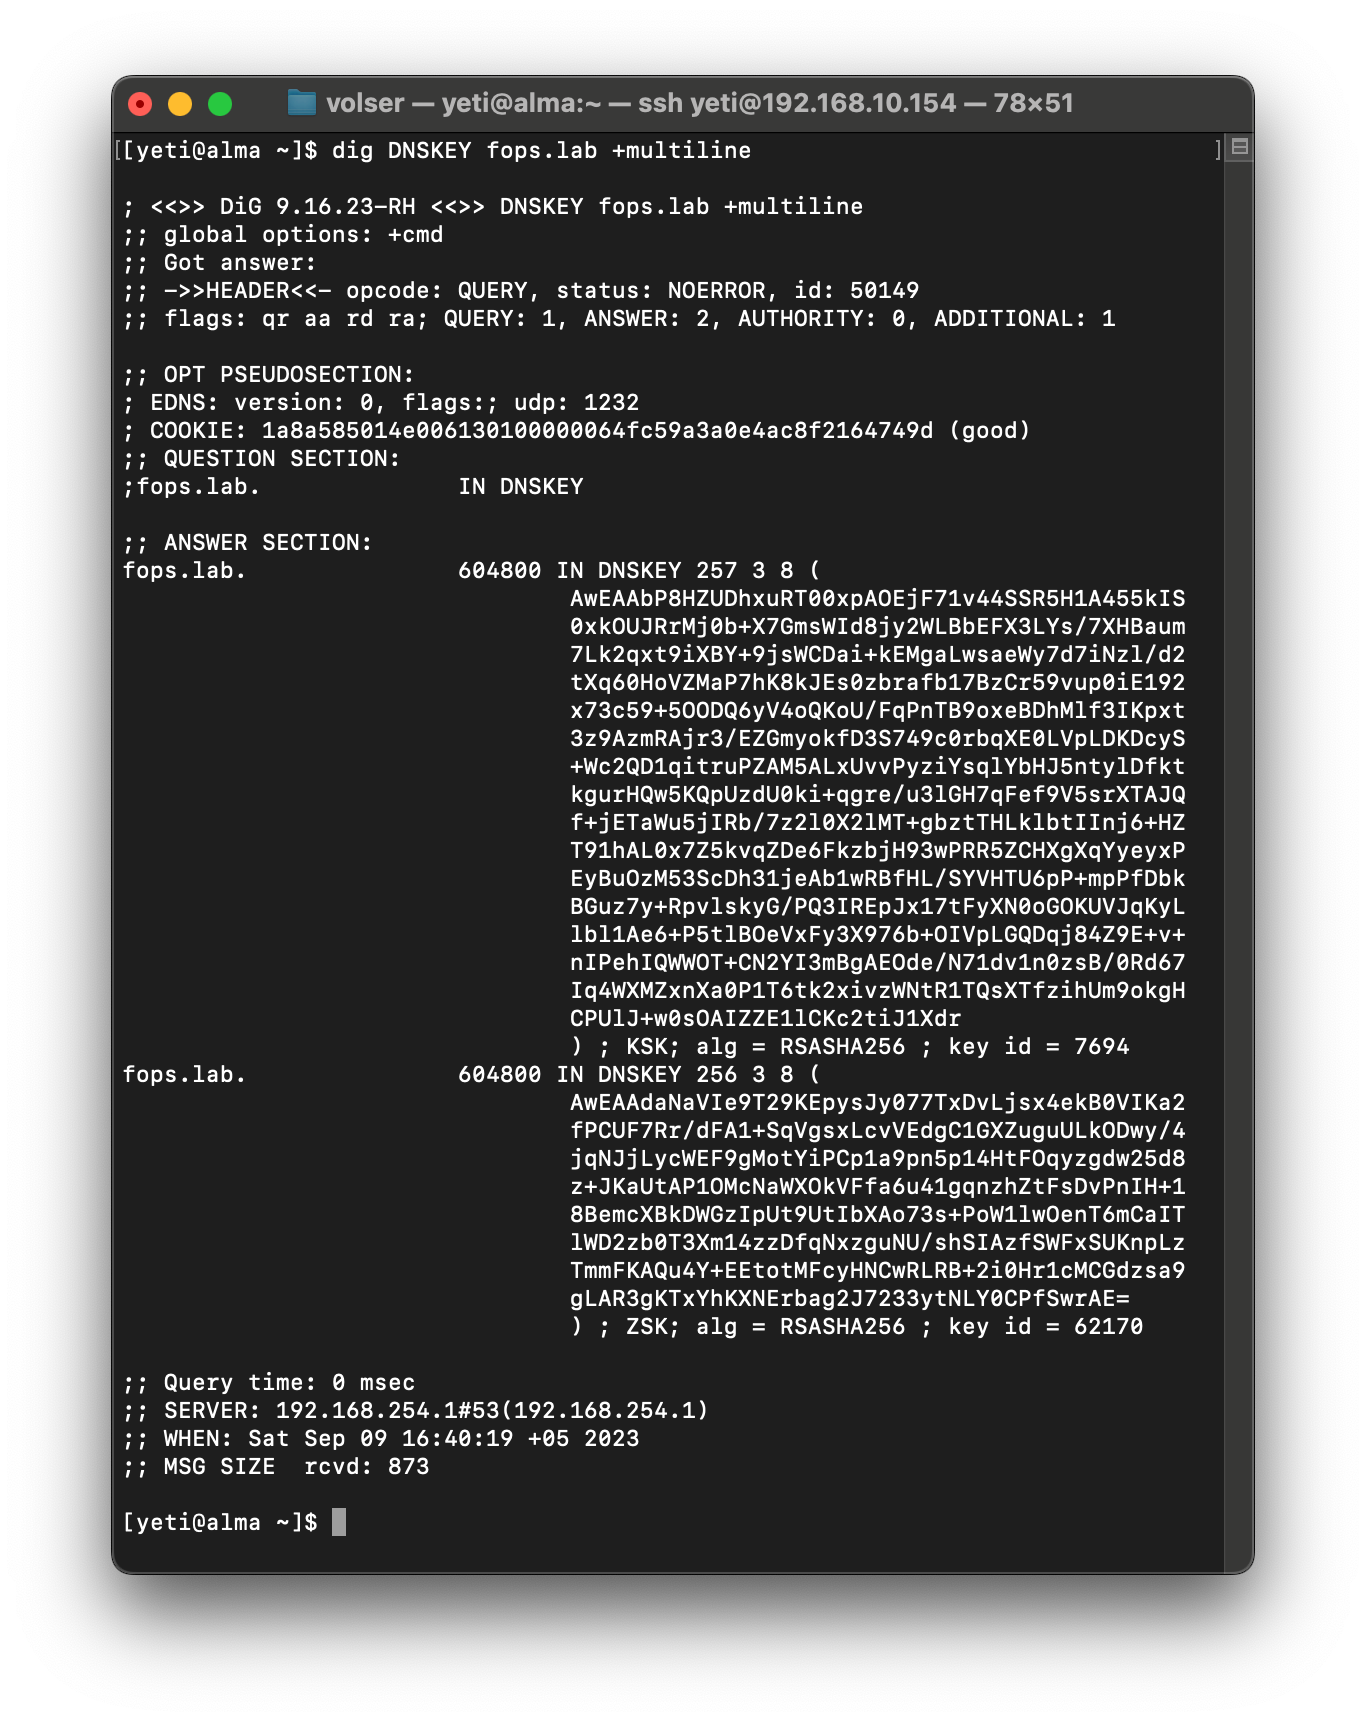 volser — yeti@alma:~ — ssh yeti@192.168.10.154 — 78×51
[[yeti@alma ~]$ dig DNSKEY fops.lab +multiline ]
; <<>> DiG 9.16.23-RH <<>> DNSKEY fops.lab +multiline
;; global options: +cmd
;; Got answer:
;; ->>HEADER<<- opcode: QUERY, status: NOERROR, id: 50149
;; flags: qr aa rd ra; QUERY: 1, ANSWER: 2, AUTHORITY: 0, ADDITIONAL: 1
;; OPT PSEUDOSECTION:
; EDNS: version: 0, flags:; udp: 1232
; COOKIE: 1a8a585014e006130100000064fc59a3a0e4ac8f2164749d (good)
;; QUESTION SECTION:
;fops.lab. IN DNSKEY
;; ANSWER SECTION:
fops.lab. 604800 IN DNSKEY 257 3 8 (
AwEAAbP8HZUDhxuRT00xpAOEjF71v44SSR5H1A455kIS
0xkOUJRrMj0b+X7GmsWId8jy2WLBbEFX3LYs/7XHBaum
7Lk2qxt9iXBY+9jsWCDai+kEMgaLwsaeWy7d7iNzl/d2
tXq60HoVZMaP7hK8kJEs0zbrafb17BzCr59vup0iE192
x73c59+5OODQ6yV4oQKoU/FqPnTB9oxeBDhMlf3IKpxt
3z9AzmRAjr3/EZGmyokfD3S749c0rbqXE0LVpLDKDcyS
+Wc2QD1qitruPZAM5ALxUvvPyziYsqlYbHJ5ntylDfkt
kgurHQw5KQpUzdU0ki+qgre/u3lGH7qFef9V5srXTAJQ
f+jETaWu5jIRb/7z2l0X2lMT+gbztTHLklbtIInj6+HZ
T91hAL0x7Z5kvqZDe6FkzbjH93wPRR5ZCHXgXqYyeyxP
EyBuOzM53ScDh31jeAb1wRBfHL/SYVHTU6pP+mpPfDbk
BGuz7y+RpvlskyG/PQ3IREpJx17tFyXN0oGOKUVJqKyL
lbl1Ae6+P5tlBOeVxFy3X976b+OIVpLGQDqj84Z9E+v+
nIPehIQWWOT+CN2YI3mBgAEOde/N71dv1n0zsB/0Rd67
Iq4WXMZxnXa0P1T6tk2xivzWNtR1TQsXTfzihUm9okgH
CPUlJ+w0sOAIZZE1lCKc2tiJ1Xdr
) ; KSK; alg = RSASHA256 ; key id = 7694
fops.lab. 604800 IN DNSKEY 256 3 8 (
AwEAAdaNaVIe9T29KEpysJy077TxDvLjsx4ekB0VIKa2
fPCUF7Rr/dFA1+SqVgsxLcvVEdgC1GXZuguULkODwy/4
jqNJjLycWEF9gMotYiPCp1a9pn5p14HtFOqyzgdw25d8
z+JKaUtAP1OMcNaWXOkVFfa6u41gqnzhZtFsDvPnIH+1
8BemcXBkDWGzIpUt9UtIbXAo73s+PoW1lwOenT6mCaIT
lWD2zb0T3Xm14zzDfqNxzguNU/shSIAzfSWFxSUKnpLz
TmmFKAQu4Y+EEtotMFcyHNCwRLRB+2i0Hr1cMCGdzsa9
gLAR3gKTxYhKXNErbag2J7233ytNLY0CPfSwrAE=
) ; ZSK; alg = RSASHA256 ; key id = 62170
;; Query time: 0 msec
;; SERVER: 192.168.254.1#53(192.168.254.1)
;; WHEN: Sat Sep 09 16:40:19 +05 2023
;; MSG SIZE  rcvd: 873
[yeti@alma ~]$